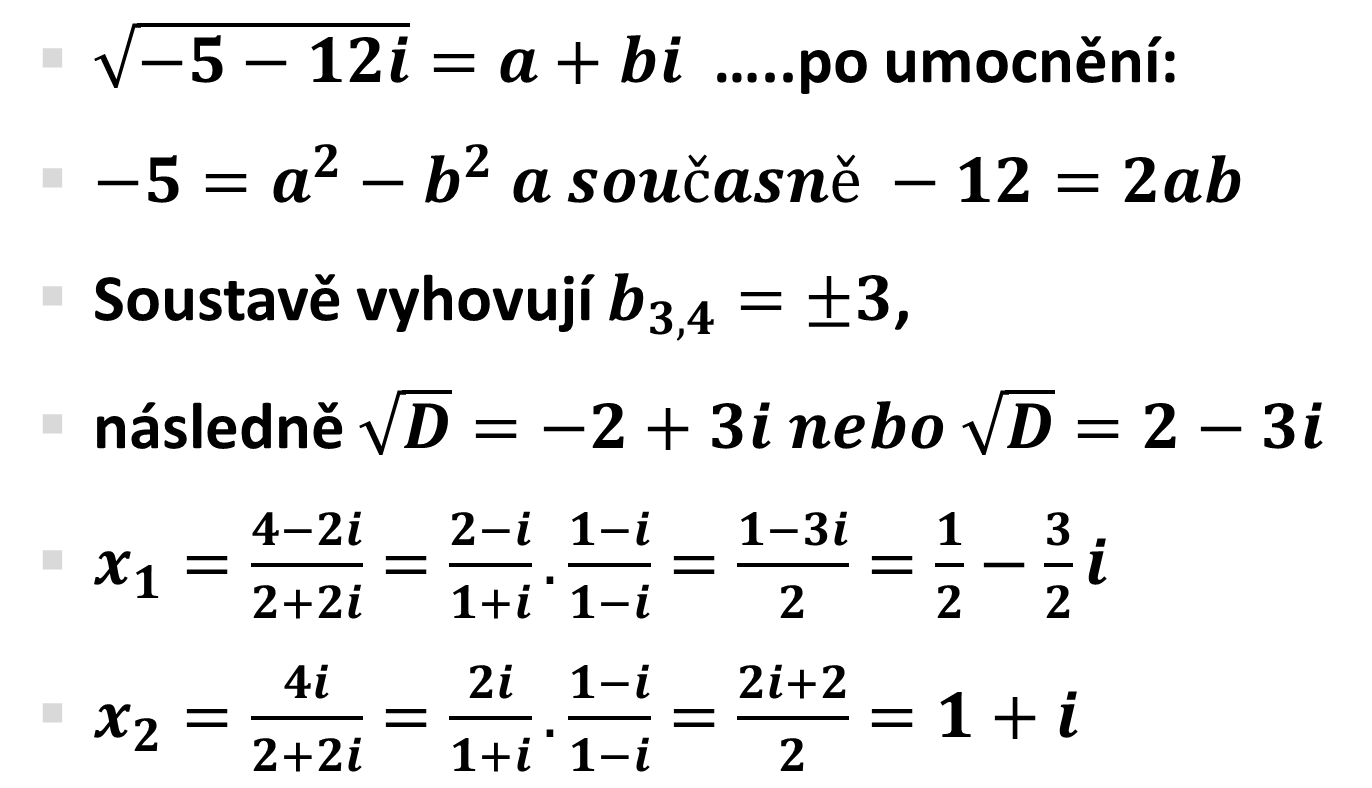 ▪ √(−5 − 12i) = a + bi …..po umocnění:
▪ −5 = a² − b² a současně − 12 = 2ab
▪ Soustavě vyhovují b₃,₄ = ±3,
▪ následně √D = −2 + 3i nebo √D = 2 − 3i
▪ x₁ = (4−2i)/(2+2i) = (2−i)/(1+i) . (1−i)/(1−i) = (1−3i)/2 = 1/2 − 3/2 i
▪ x₂ = 4i/(2+2i) = 2i/(1+i) . (1−i)/(1−i) = (2i+2)/2 = 1 + i